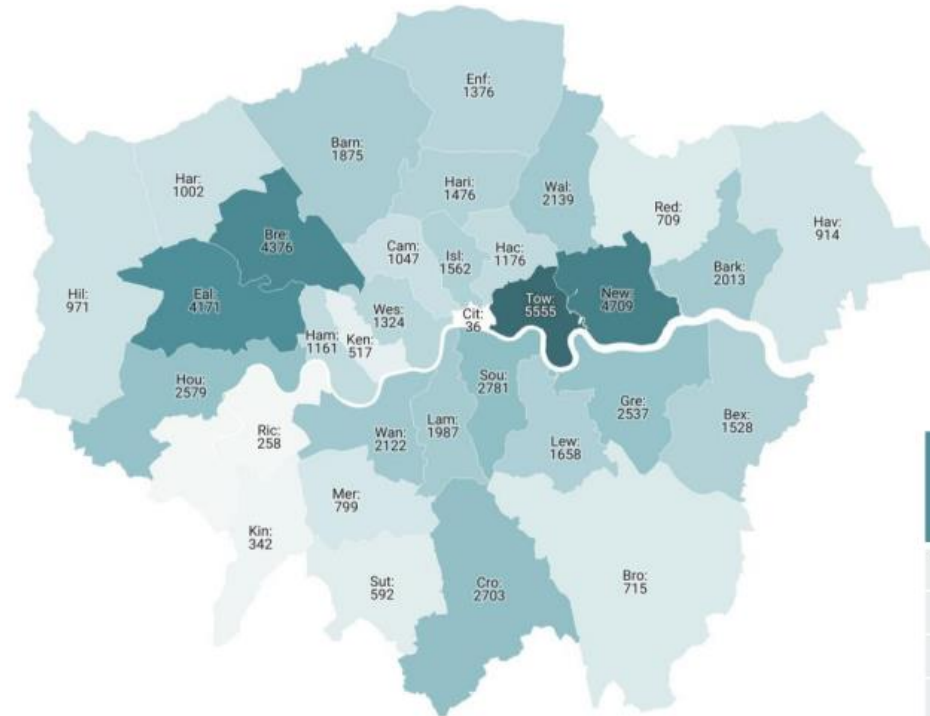 Enf:
1376
Barn:
1875
Har:
1002
Hari:
1476
Wal:
2139
Red:
709
Hav:
914
Bre:
4376
Cam:
1047
Isl:
1562
Hac:
1176
Bark:
2013
Hil:
971
Eal:
4171
Wes:
1324
Cit:
36
Tow:
5555
New:
4709
Ham:
1161
Ken:
517
Hou:
2579
Sou:
2781
Gre:
2537
Bex:
1528
Ric:
258
Wan:
2122
Lam:
1987
Lew:
1658
Mer:
799
Kin:
342
Sut:
592
Cro:
2703
Bro:
715